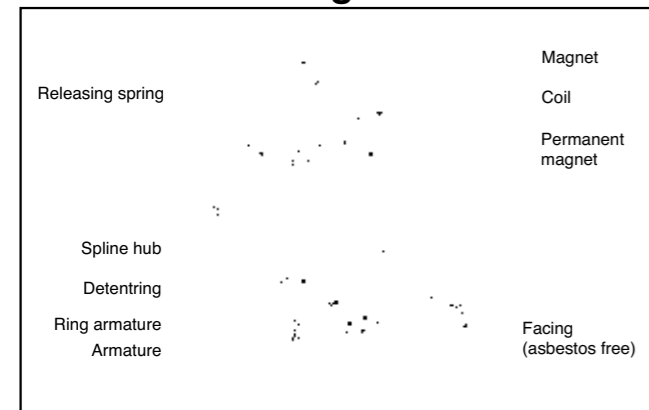 Magnet
Releasing spring
Coil
Permanent
magnet
Spline hub
Detentring
Ring armature
Armature
Facing
(asbestos free)